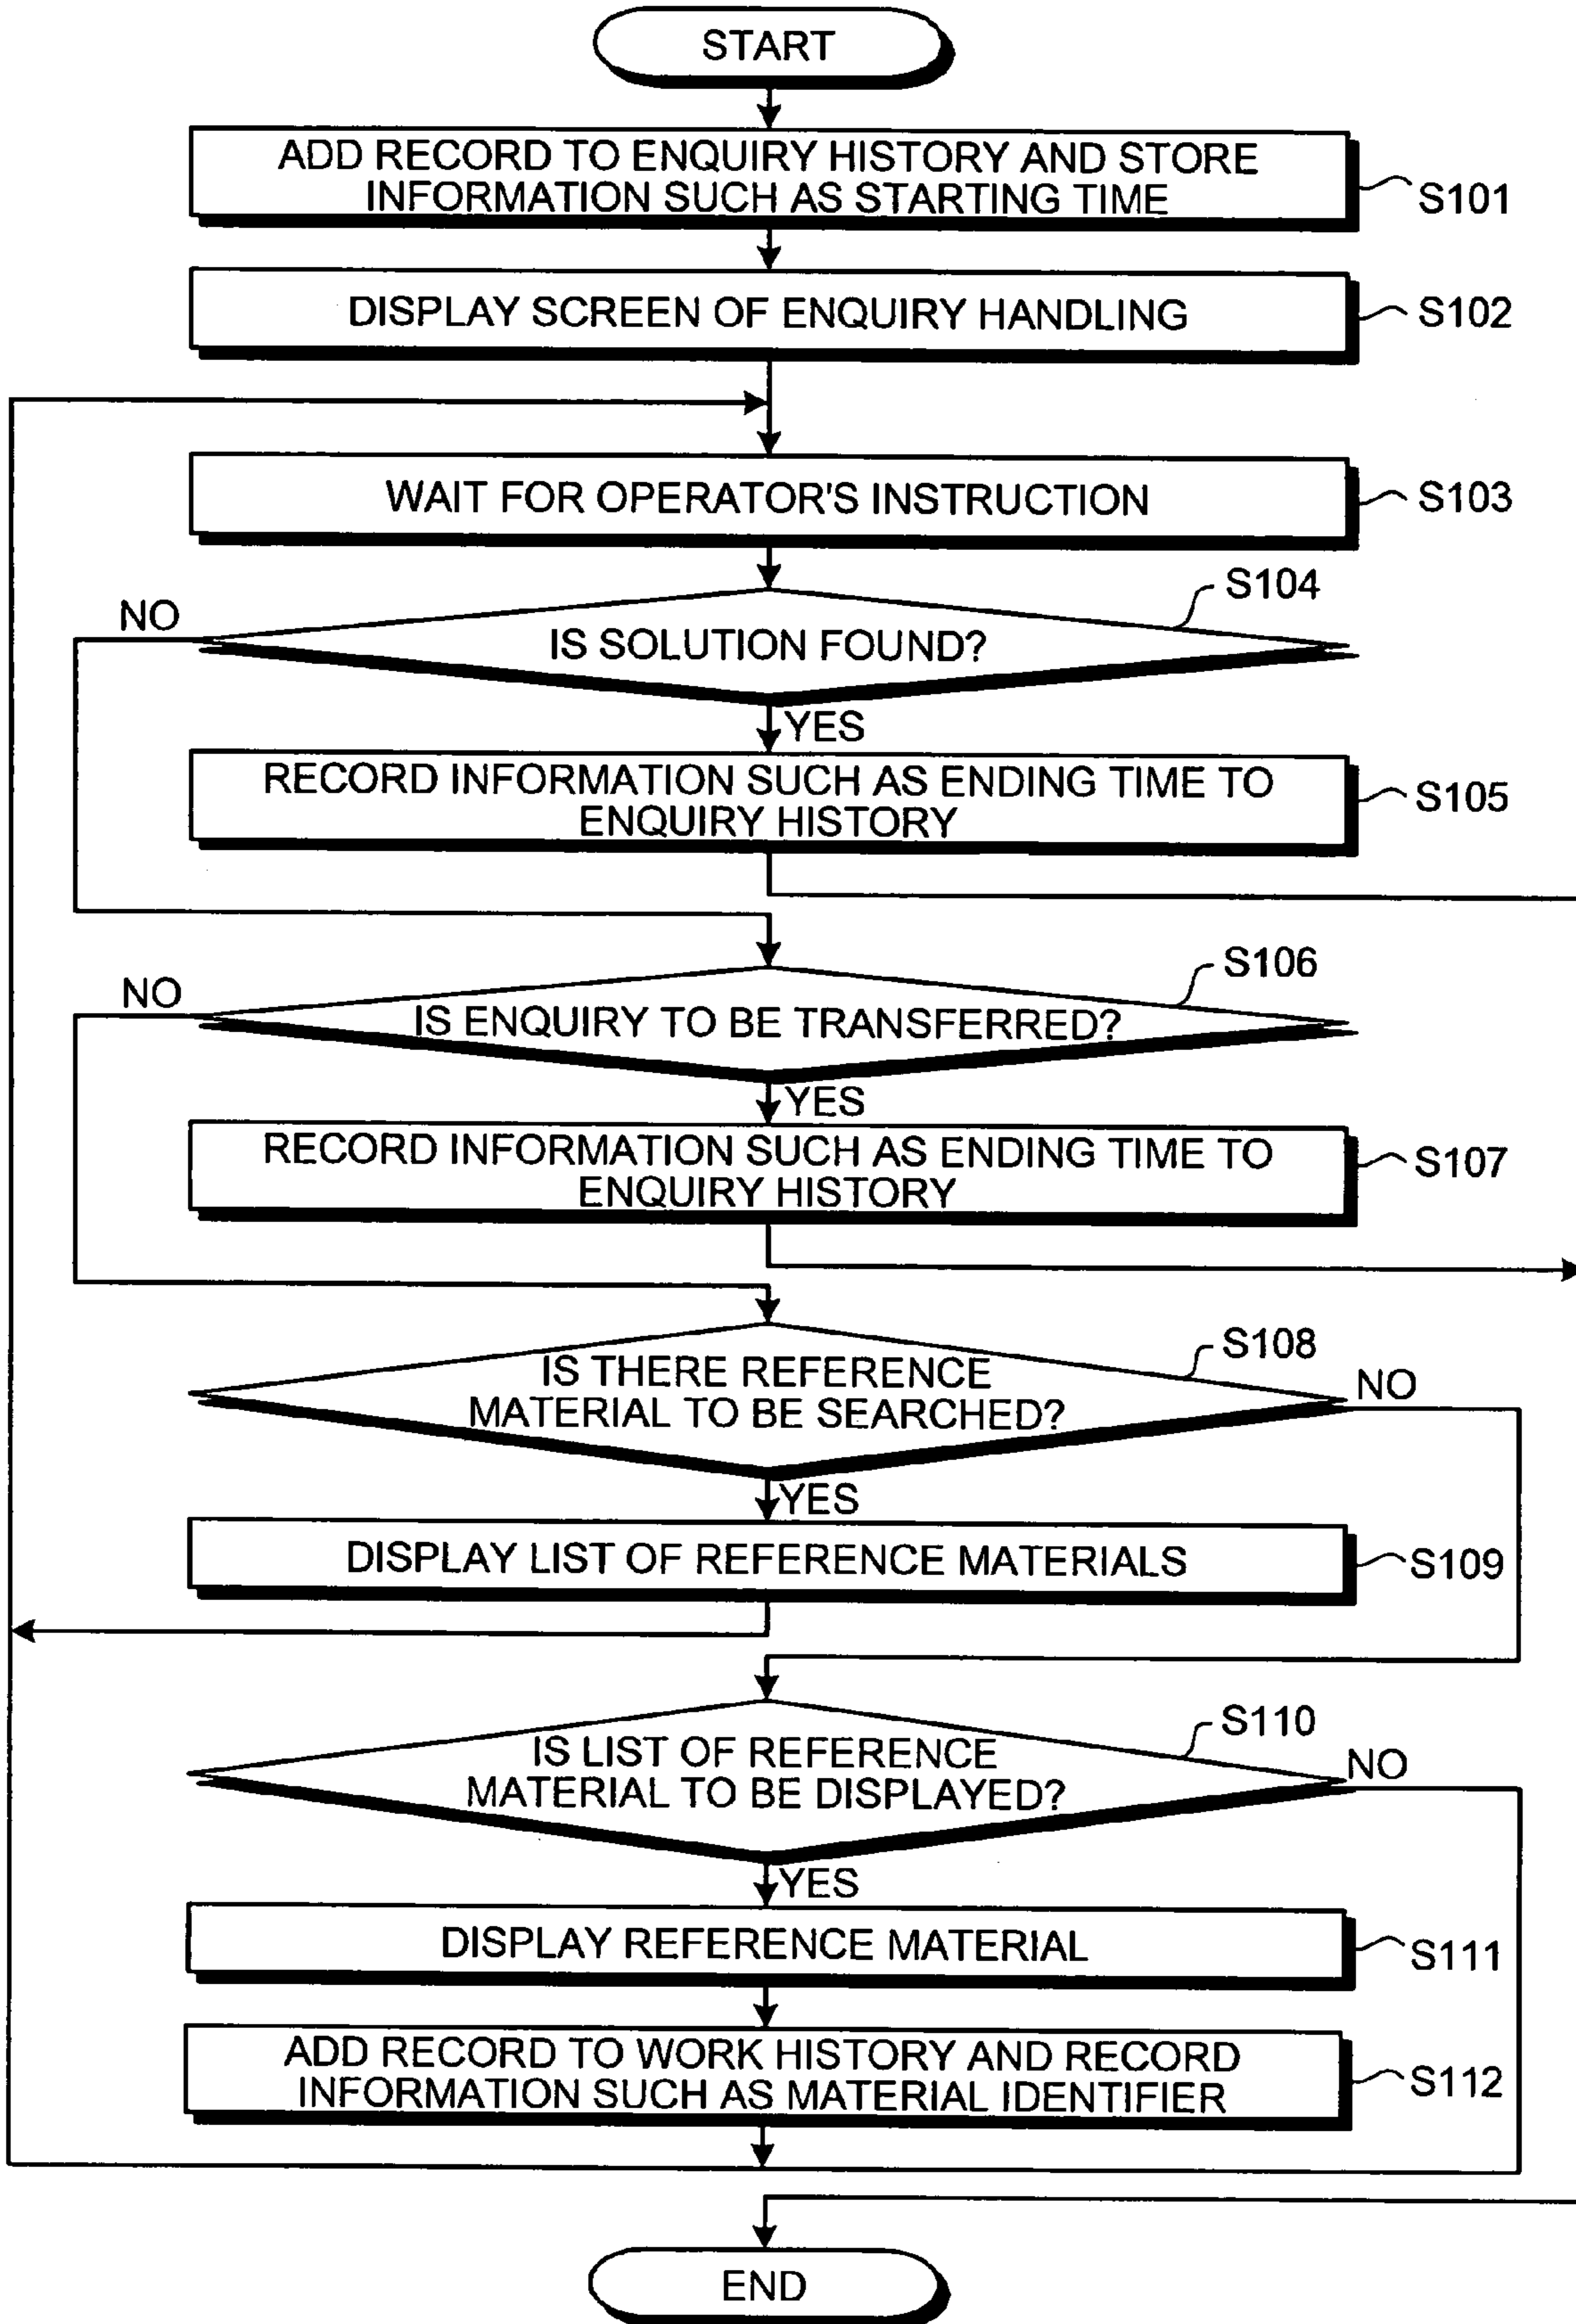 START
ADD RECORD TO ENQUIRY HISTORY AND STORE
INFORMATION SUCH AS STARTING TIME
S101
DISPLAY SCREEN OF ENQUIRY HANDLING
S102
WAIT FOR OPERATOR'S INSTRUCTION
S103
S104
NO
IS SOLUTION FOUND?
YES
RECORD INFORMATION SUCH AS ENDING TIME TO
ENQUIRY HISTORY
S105
S106
NO
IS ENQUIRY TO BE TRANSFERRED?
YES
RECORD INFORMATION SUCH AS ENDING TIME TO
ENQUIRY HISTORY
S107
S108
IS THERE REFERENCE
MATERIAL TO BE SEARCHED?
NO
YES
DISPLAY LIST OF REFERENCE MATERIALS
S109
S110
IS LIST OF REFERENCE
MATERIAL TO BE DISPLAYED?
NO
YES
DISPLAY REFERENCE MATERIAL
S111
ADD RECORD TO WORK HISTORY AND RECORD
INFORMATION SUCH AS MATERIAL IDENTIFIER
S112
END